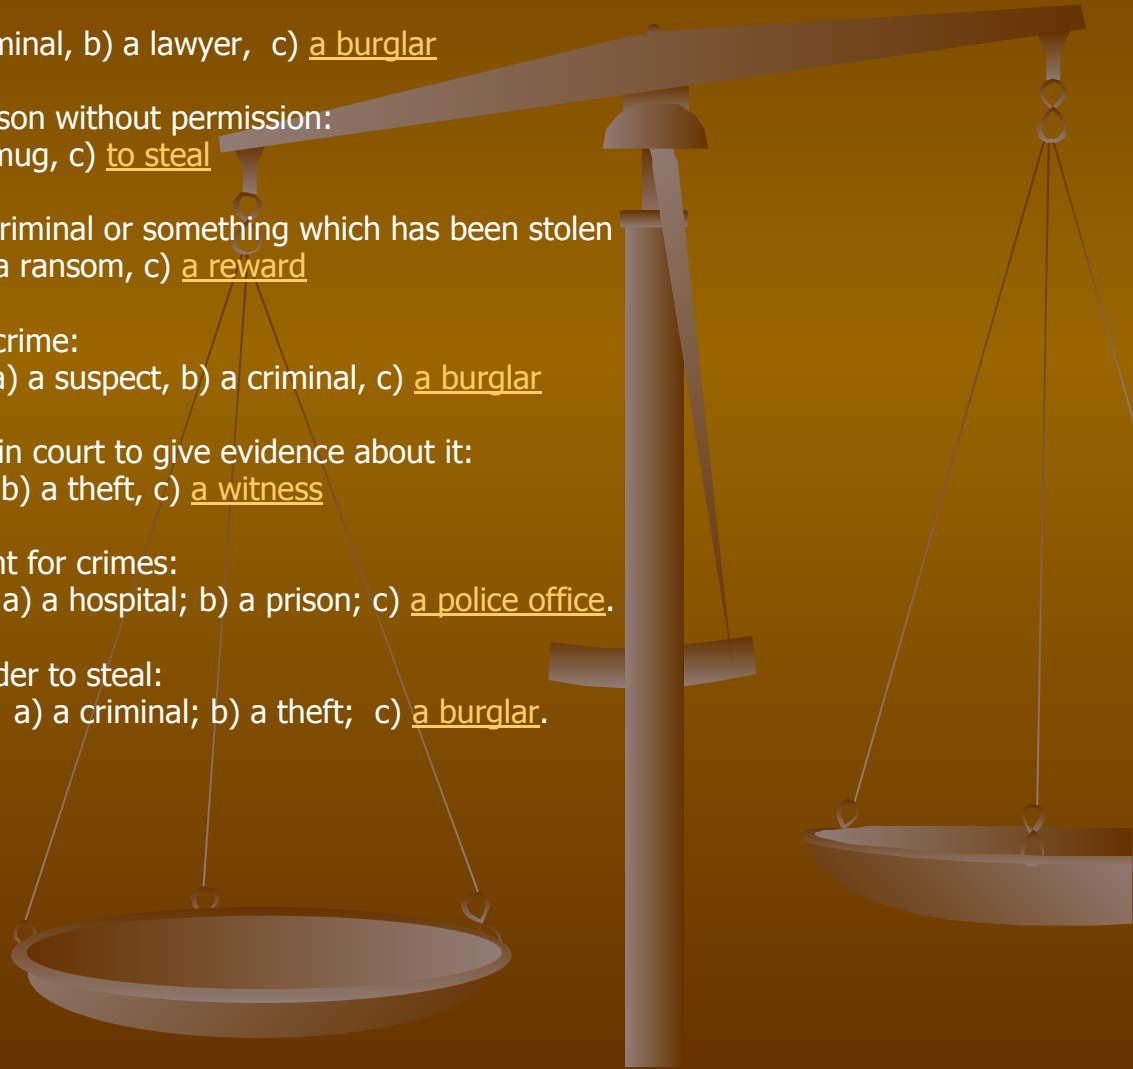 minal, b) a lawyer, c) a burglar
son without permission:
mug, c) to steal
riminal or something which has been stolen
a ransom, c) a reward
crime:
a) a suspect, b) a criminal, c) a burglar
in court to give evidence about it:
b) a theft, c) a witness
nt for crimes:
a) a hospital; b) a prison; c) a police office.
der to steal:
a) a criminal; b) a theft; c) a burglar.